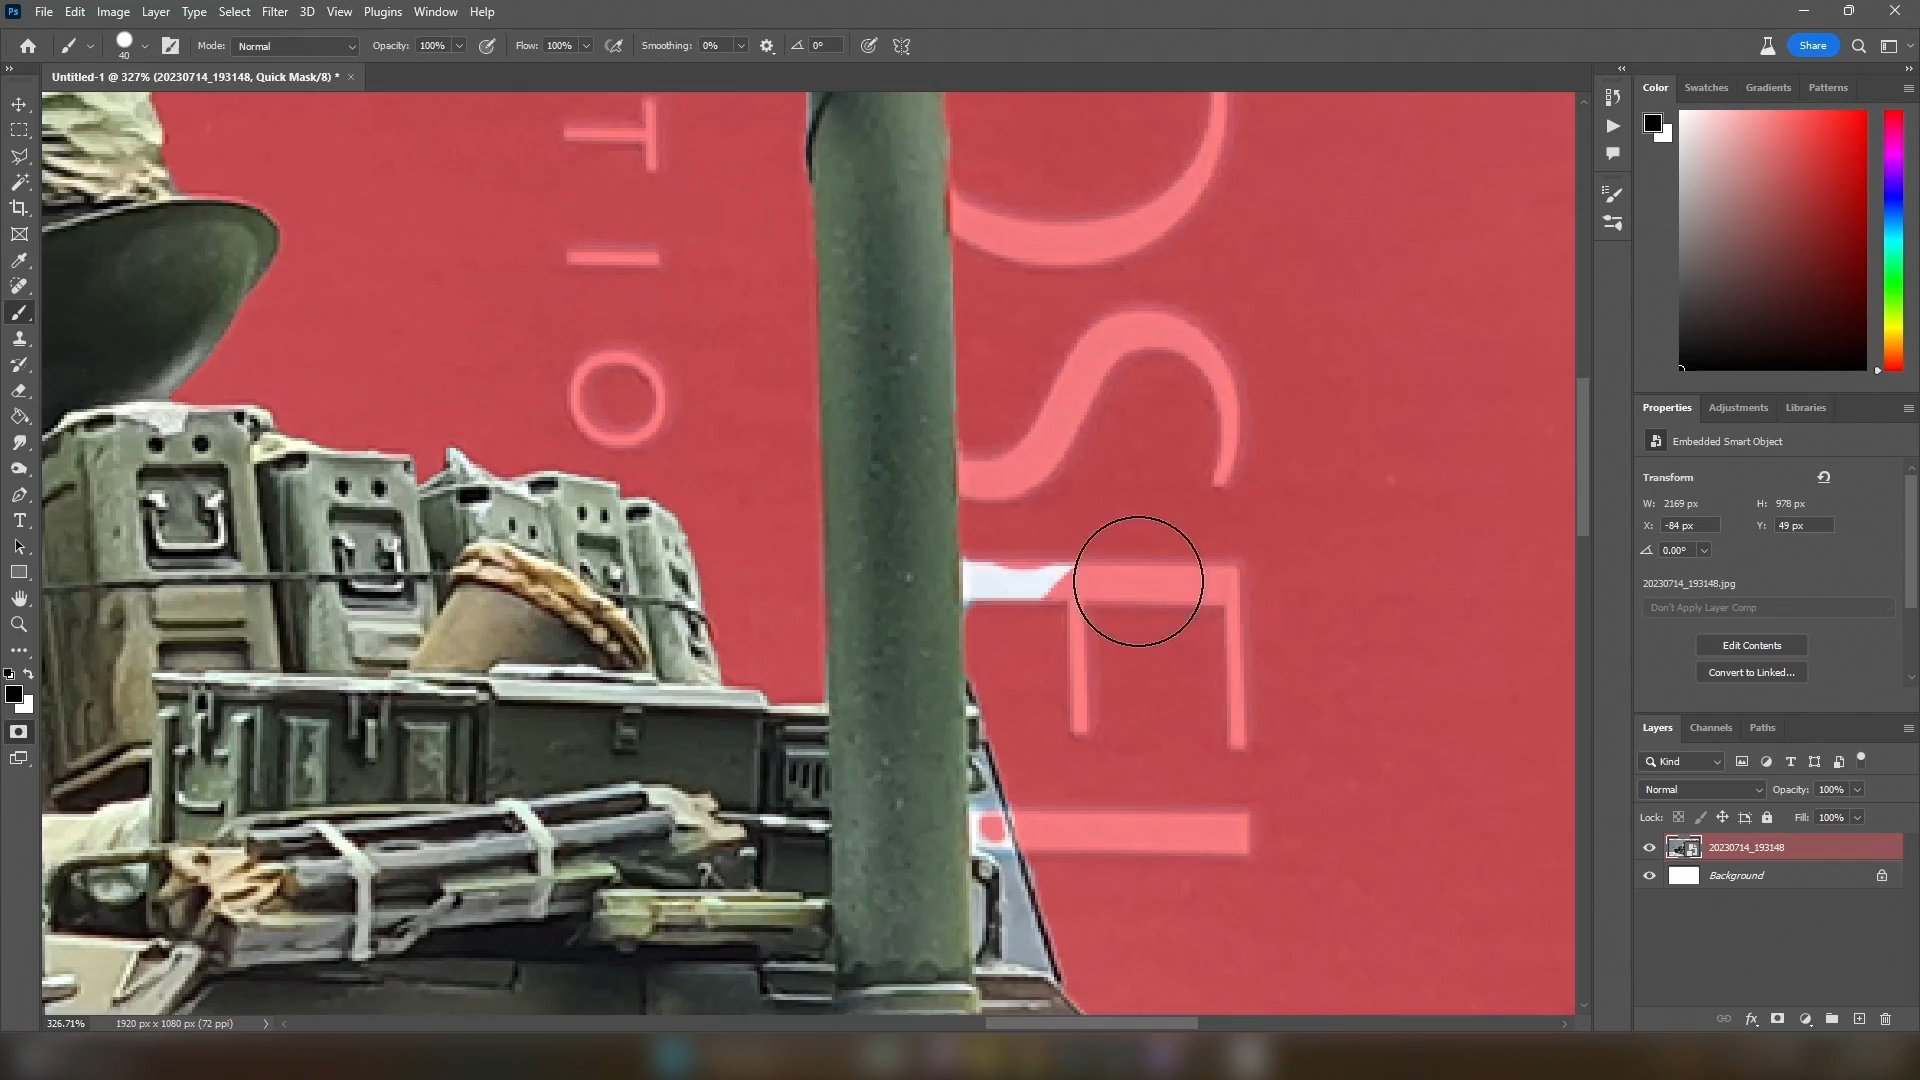 Ps File Edit Image Layer Type Select Filter 3D View Plugins Window Help
40 Mode: Normal Opacity: 100% Flow: 100% Smoothing: 0% 0° Share
Untitled-1 @ 327% (20230714_193148, Quick Mask/8) *
Color Swatches Gradients Patterns
Properties Adjustments Libraries
Embedded Smart Object
Transform
W: 2169 px H: 978 px
X: -84 px Y: 49 px
0.00°
20230714_193148.jpg
Don't Apply Layer Comp
Edit Contents
Convert to Linked...
Layers Channels Paths
Kind
Normal Opacity: 100%
Lock: Fill: 100%
20230714_193148
Background
T I O
S
326.71% 1920 px x 1080 px (72 ppi)